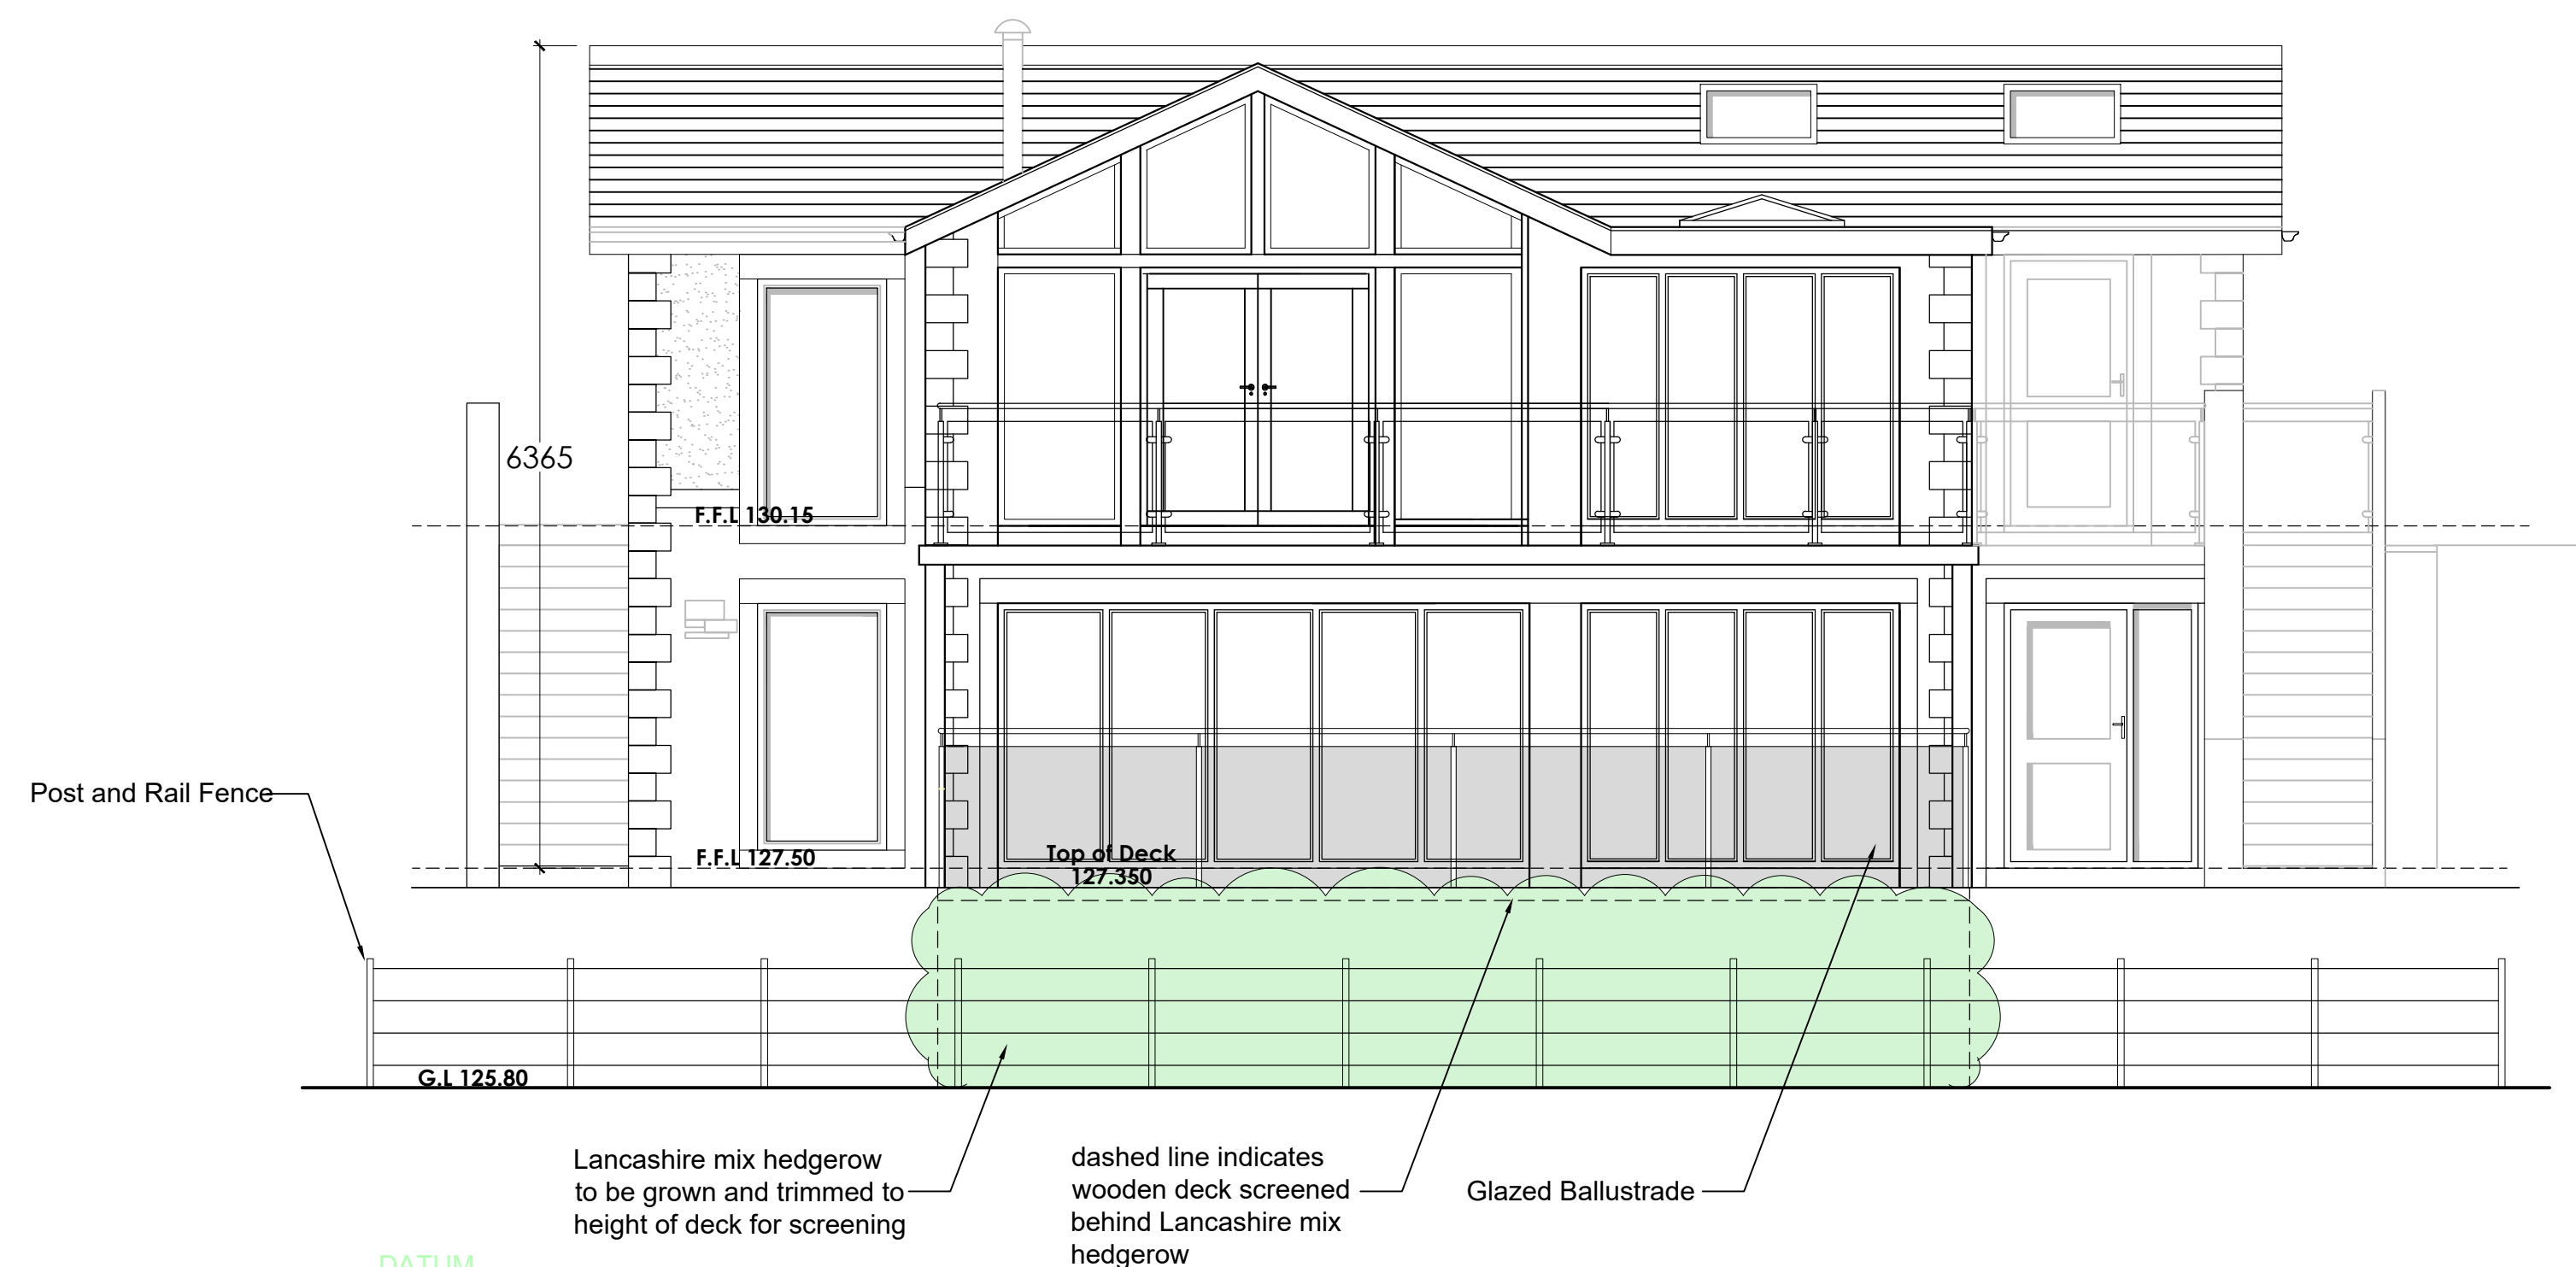 6365
F.F.L 130.15
Post and Rail Fence
F.F.L 127.50
Top of Deck
127.350
G.L 125.80
Lancashire mix hedgerow
to be grown and trimmed to
height of deck for screening
dashed line indicates
wooden deck screened
behind Lancashire mix
hedgerow
Glazed Ballustrade
DATUM